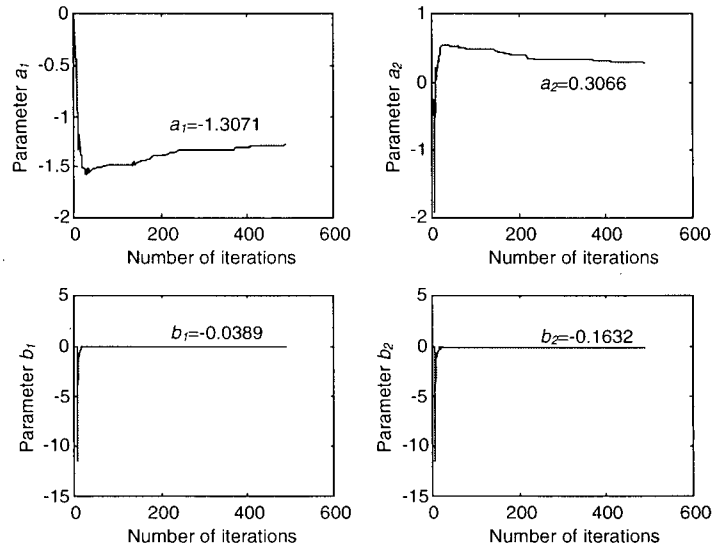 Parameter a1
0
-0.5
-1
-1.5
-2
a1=-1.3071
0 200 400 600
Number of iterations
Parameter a2
1
0
1
2
a2=0.3066
0 200 400 600
Number of iterations
Parameter b1
5
0
-5
-10
-15
b1=-0.0389
0 200 400 600
Number of iterations
Parameter b2
5
0
-5
-10
-15
b2=-0.1632
0 200 400 600
Number of iterations